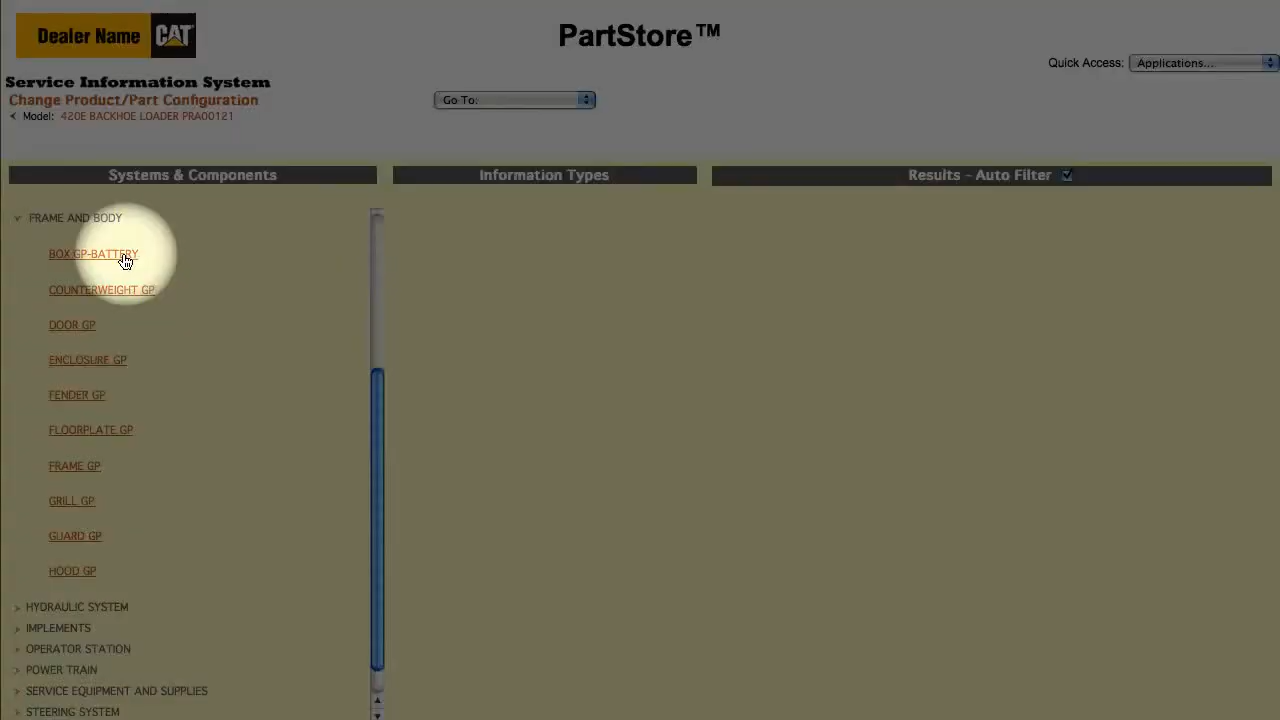 Dealer Name CAT
PartStore™
Quick Access: Applications...
Service Information System
Change Product/Part Configuration
Go To:
Model: 420E BACKHOE LOADER PRA00121
Systems & Components
Information Types
Results - Auto Filter
FRAME AND BODY
BOX GP-BATTERY
COUNTERWEIGHT GP
DOOR GP
ENCLOSURE GP
FENDER GP
FLOORPLATE GP
FRAME GP
GRILL GP
GUARD GP
HOOD GP
HYDRAULIC SYSTEM
IMPLEMENTS
OPERATOR STATION
POWER TRAIN
SERVICE EQUIPMENT AND SUPPLIES
STEERING SYSTEM